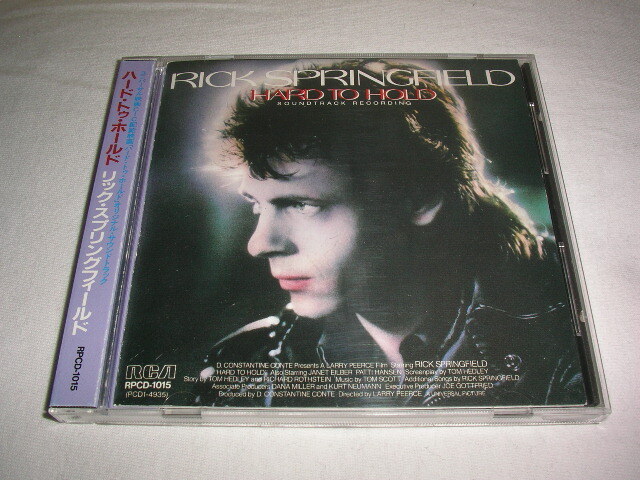 RICK SPRINGFIELD
HARD TO HOLD
SOUNDTRACK RECORDING
ハード・トゥ・ホールド
リック・スプリングフィールド
RPCD-1015
RCA
RPCD-1015
(PCD1-4935)
D. CONSTANTINE CONTE Presents A LARRY PEERCE Film Starring RICK SPRINGFIELD
HARD TO HOLD Also Starring JANET EILBER PATTI HANSEN Screenplay by TOM HEDLEY
Story by TOM HEDLEY and RICHARD ROTHSTEIN Music by TOM SCOTT Additional Songs by RICK SPRINGFIELD
Associate Producers DANA MILLER and KURT NEUMANN Executive Producer JOE GOTTFRIED
Produced by D. CONSTANTINE CONTE Directed by LARRY PEERCE A UNIVERSAL PICTURE